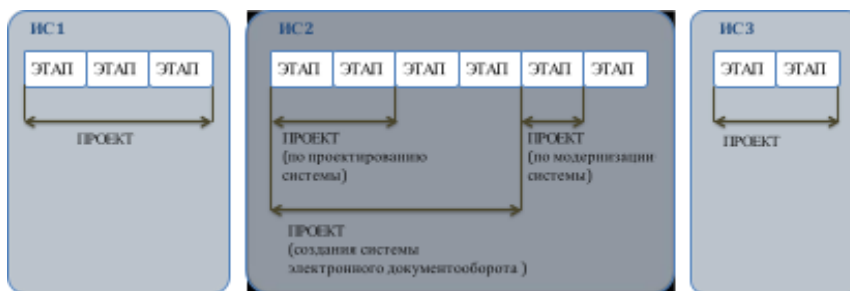 ИС1
ЭТАП ЭТАП ЭТАП
ПРОЕКТ
ИС2
ЭТАП ЭТАП ЭТАП ЭТАП ЭТАП ЭТАП
ПРОЕКТ
(по проектированию
системы)
ПРОЕКТ
(по модернизации
системы)
ПРОЕКТ
(создания системы
электронного документооборота )
ИС3
ЭТАП ЭТАП
ПРОЕКТ